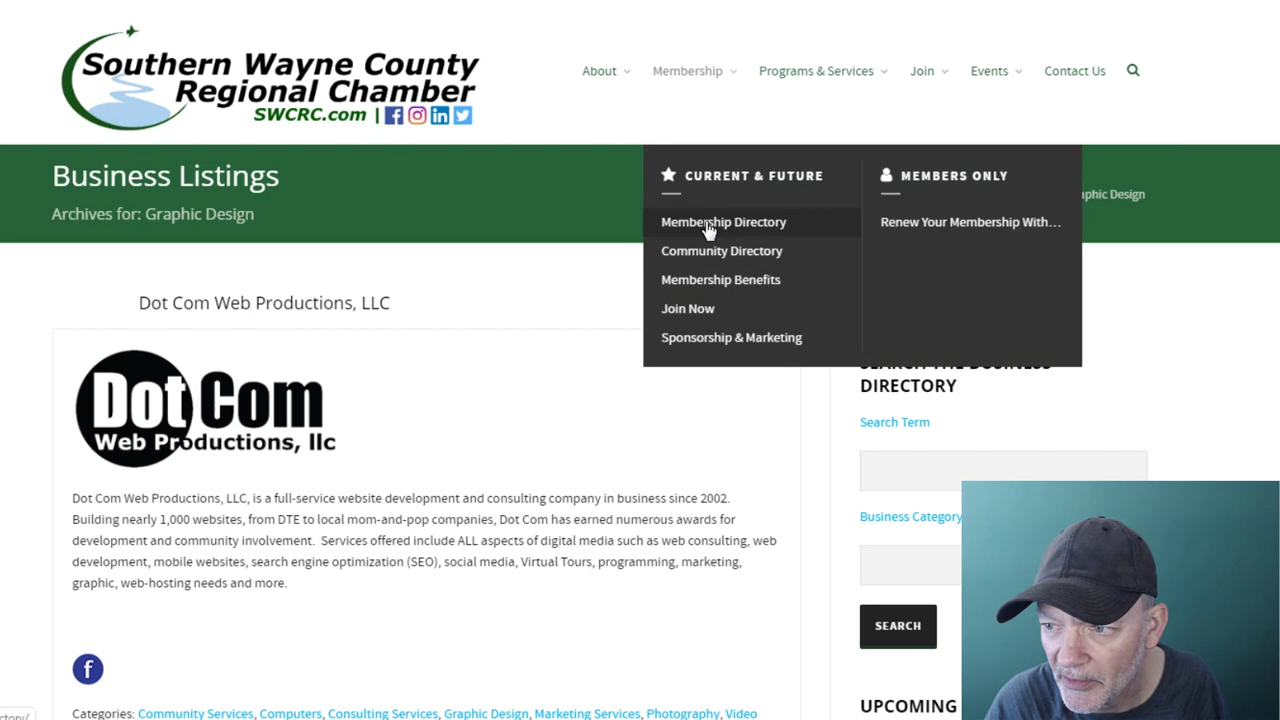 Southern Wayne County
Regional Chamber
SWCRC.com |
About
Membership
Programs & Services
Join
Events
Contact Us
Business Listings
Archives for: Graphic Design
phic Design
CURRENT & FUTURE
Membership Directory
Community Directory
Membership Benefits
Join Now
Sponsorship & Marketing
MEMBERS ONLY
Renew Your Membership With...
Dot Com Web Productions, LLC
Dot Com
Web Productions, llc
Dot Com Web Productions, LLC, is a full-service website development and consulting company in business since 2002.
Building nearly 1,000 websites, from DTE to local mom-and-pop companies, Dot Com has earned numerous awards for
development and community involvement.  Services offered include ALL aspects of digital media such as web consulting, web
development, mobile websites, search engine optimization (SEO), social media, Virtual Tours, programming, marketing,
graphic, web-hosting needs and more.
Categories: Community Services, Computers, Consulting Services, Graphic Design, Marketing Services, Photography, Video
SEARCH THE BUSINESS
DIRECTORY
Search Term
Business Category
SEARCH
UPCOMING
ctory/